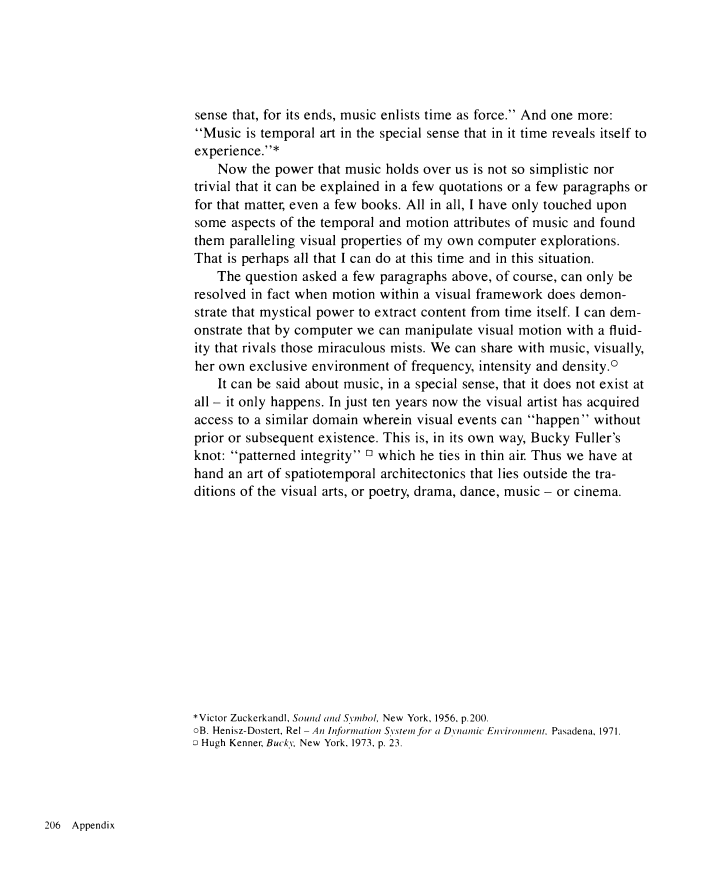 sense that, for its ends, music enlists time as force.'' And one more:
``Music is temporal art in the special sense that in it time reveals itself to
experience.''*
Now the power that music holds over us is not so simplistic nor
trivial that it can be explained in a few quotations or a few paragraphs or
for that matter, even a few books. All in all, I have only touched upon
some aspects of the temporal and motion attributes of music and found
them paralleling visual properties of my own computer explorations.
That is perhaps all that I can do at this time and in this situation.
The question asked a few paragraphs above, of course, can only be
resolved in fact when motion within a visual framework does demon-
strate that mystical power to extract content from time itself. I can dem-
onstrate that by computer we can manipulate visual motion with a fluid-
ity that rivals those miraculous mists. We can share with music, visually,
her own exclusive environment of frequency, intensity and density.○
It can be said about music, in a special sense, that it does not exist at
all – it only happens. In just ten years now the visual artist has acquired
access to a similar domain wherein visual events can ``happen'' without
prior or subsequent existence. This is, in its own way, Bucky Fuller's
knot: ``patterned integrity'' □ which he ties in thin air. Thus we have at
hand an art of spatiotemporal architectonics that lies outside the tra-
ditions of the visual arts, or poetry, drama, dance, music – or cinema.
*Victor Zuckerkandl, Sound and Symbol, New York, 1956, p.200.
○B. Henisz-Dostert, Rel – An Information System for a Dynamic Environment, Pasadena, 1971.
□ Hugh Kenner, Bucky, New York, 1973, p. 23.
206 Appendix